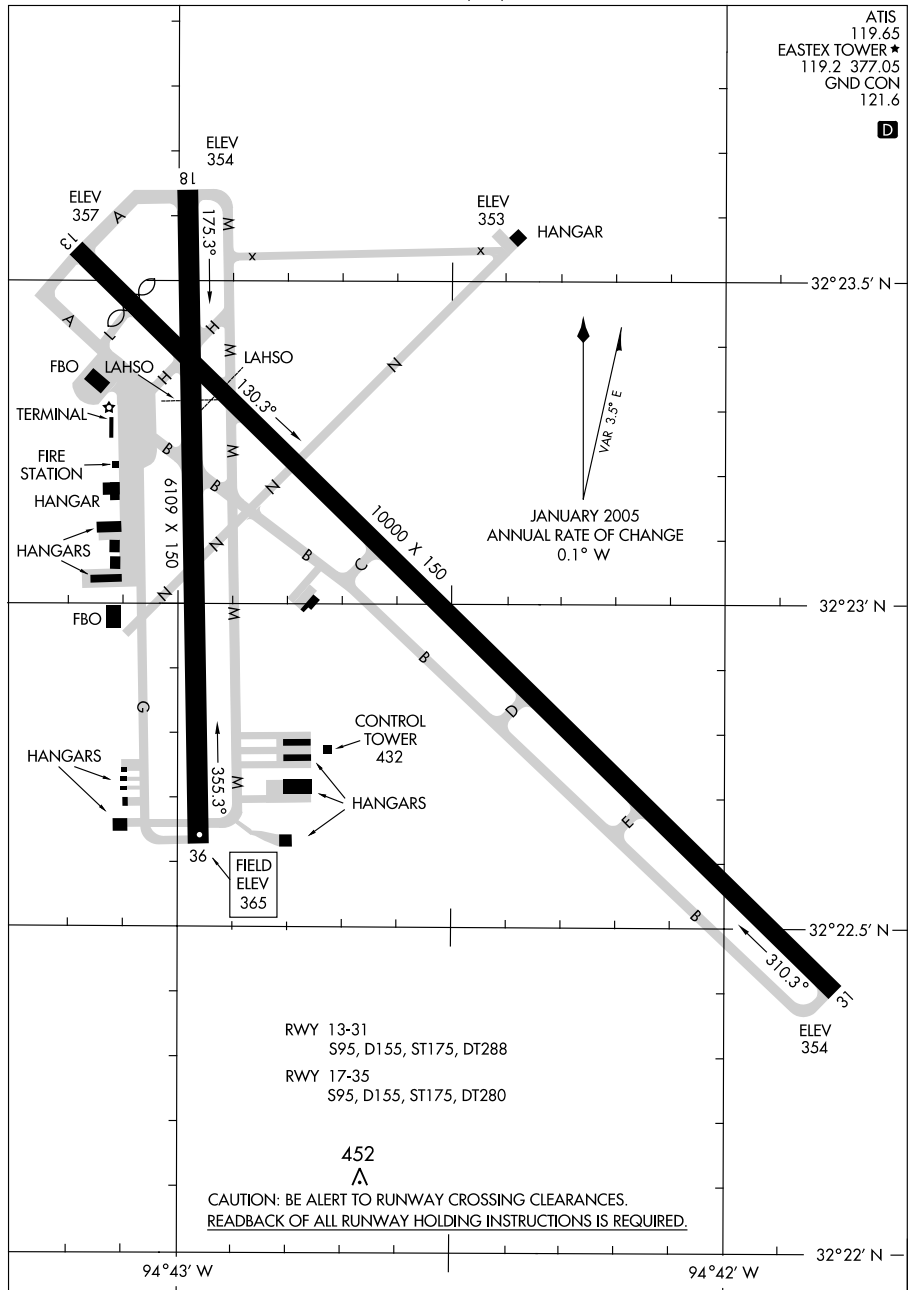 ATIS
119.65
EASTEX TOWER ★
119.2 377.05
GND CON
121.6
D
ELEV
354
18
ELEV
357
13
A
M
175.3°
ELEV
353
HANGAR
X
X
32°23.5' N
A
L
H
H
M
LAHSO
LAHSO
N
FBO
TERMINAL
130.3°
VAR 3.5° E
FIRE
STATION
HANGAR
B
B
M
N
6109 X 150
10000 X 150
JANUARY 2005
ANNUAL RATE OF CHANGE
0.1° W
HANGARS
N
N
B
C
FBO
M
32°23' N
B
G
D
CONTROL
TOWER
432
HANGARS
355.3°
M
HANGARS
E
36
FIELD
ELEV
365
B
32°22.5' N
310.3°
31
ELEV
354
RWY 13-31
S95, D155, ST175, DT288
RWY 17-35
S95, D155, ST175, DT280
452
CAUTION: BE ALERT TO RUNWAY CROSSING CLEARANCES.
READBACK OF ALL RUNWAY HOLDING INSTRUCTIONS IS REQUIRED.
32°22' N
94°43' W
94°42' W